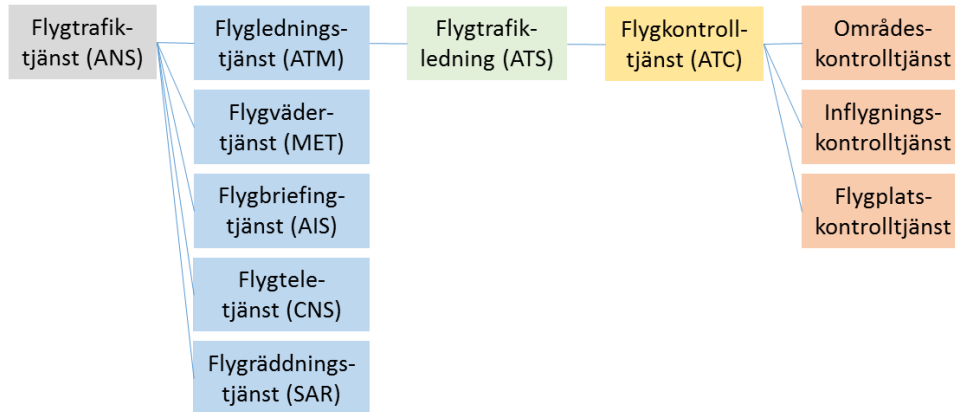 Flygtrafik-
tjänst (ANS)
Flyglednings-
tjänst (ATM)
Flygtrafik-
ledning (ATS)
Flygkontroll-
tjänst (ATC)
Områdes-
kontrolltjänst
Flygväder-
tjänst (MET)
Inflygnings-
kontrolltjänst
Flygbriefing-
tjänst (AIS)
Flygplats-
kontrolltjänst
Flygtele-
tjänst (CNS)
Flygräddnings-
tjänst (SAR)